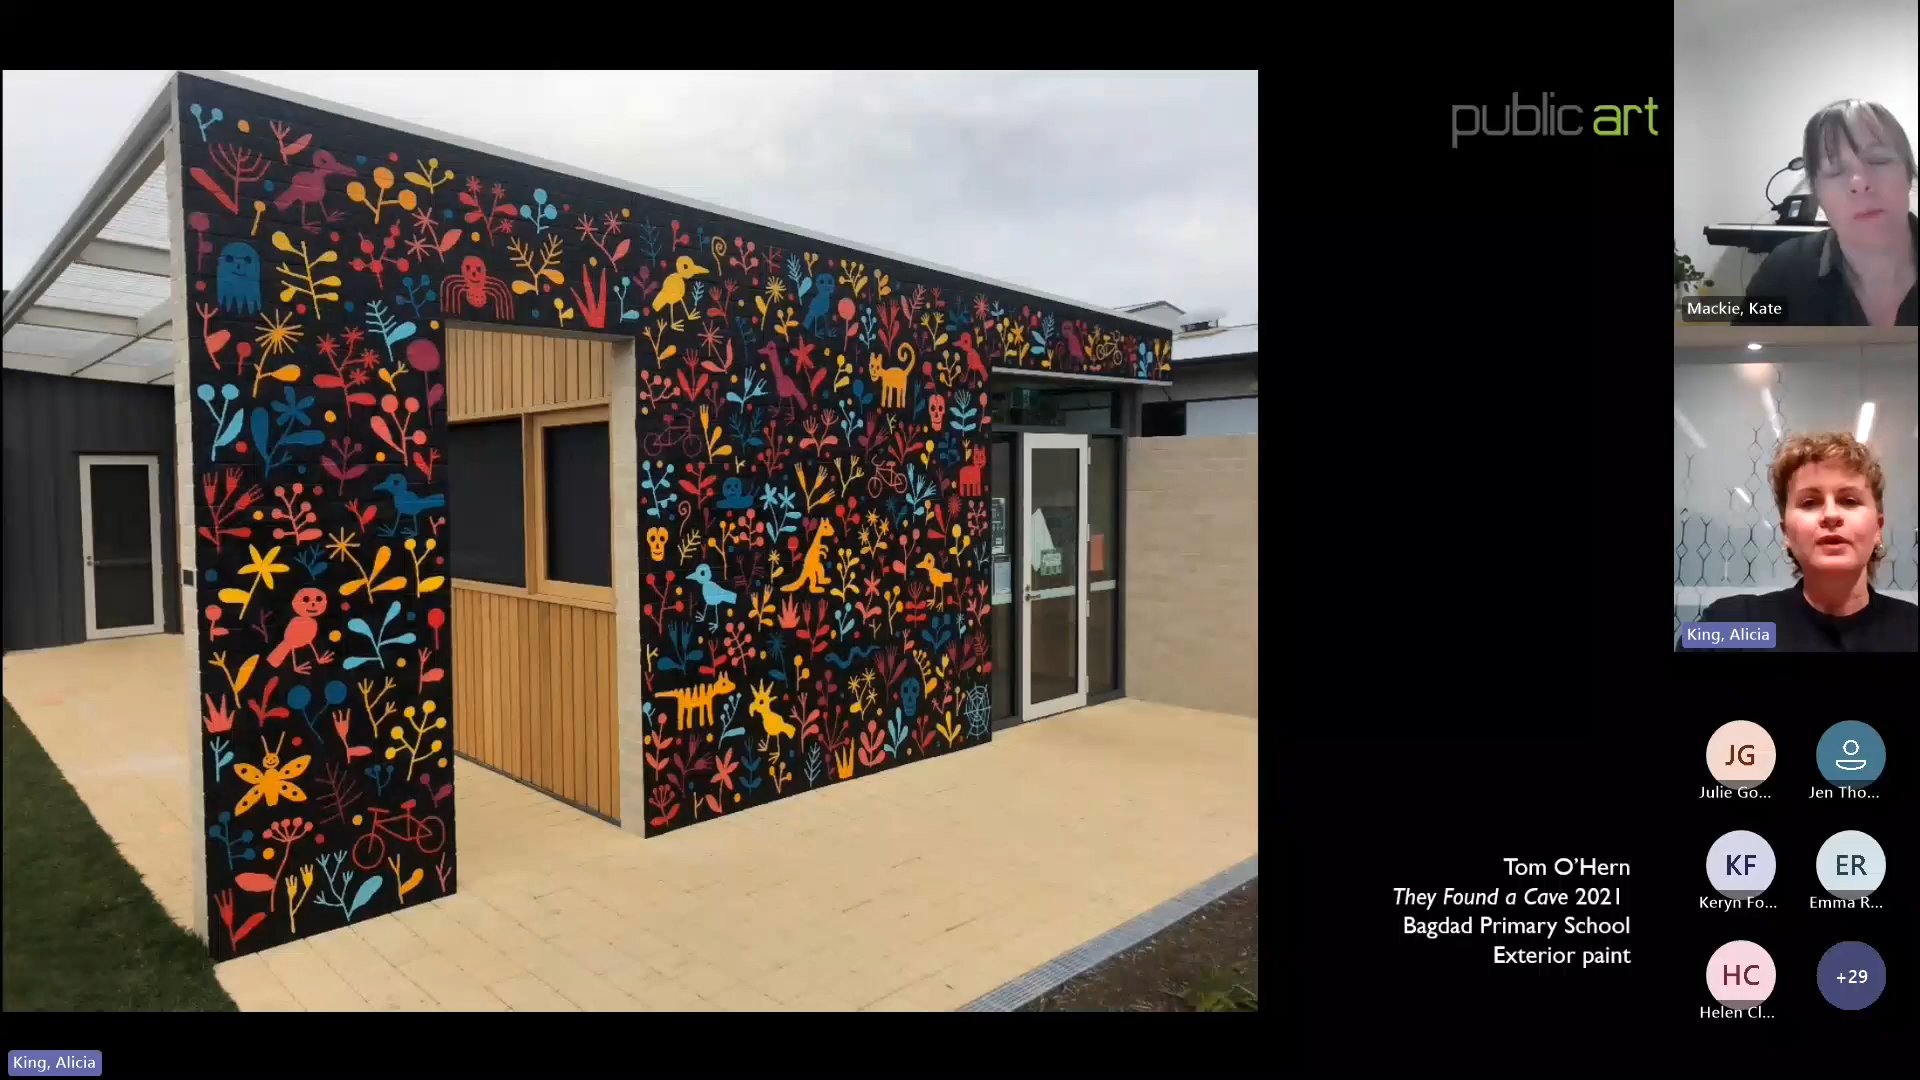 public art
Mackie, Kate
King, Alicia
Tom O'Hern
They Found a Cave 2021
Bagdad Primary School
Exterior paint
JG
Julie Go...
Jen Tho...
KF
Keryn Fo...
ER
Emma R...
HC
Helen Cl...
+29
King, Alicia